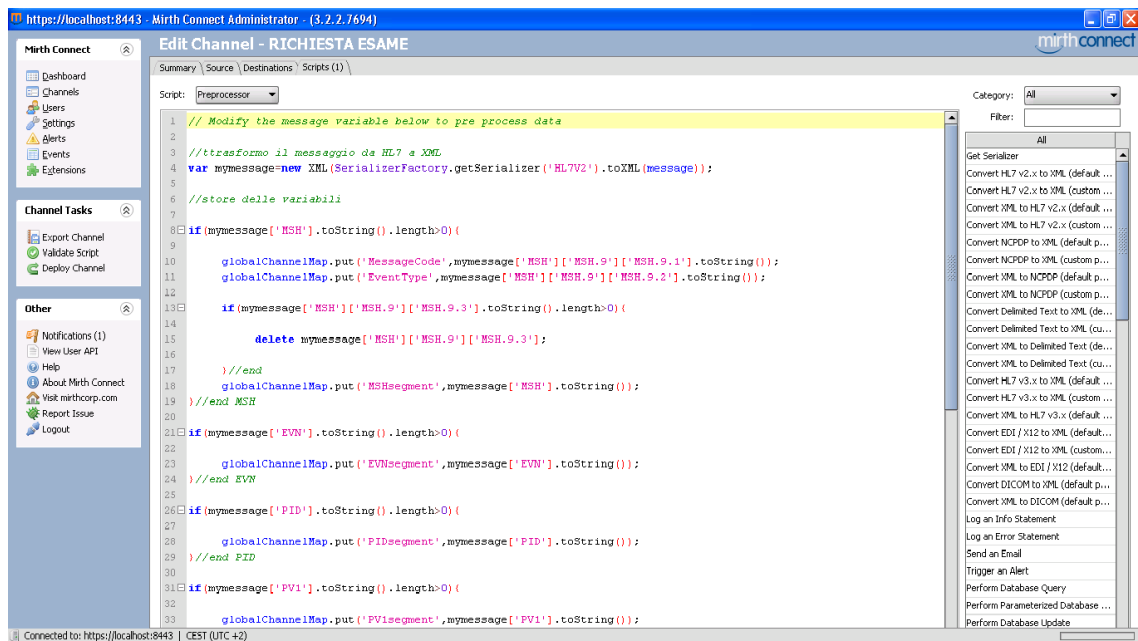 https://localhost:8443 - Mirth Connect Administrator - (3.2.2.7694)
Mirth Connect
Dashboard
Channels
Users
Settings
Alerts
Events
Extensions
Channel Tasks
Export Channel
Validate Script
Deploy Channel
Other
Notifications (1)
View User API
Help
About Mirth Connect
Visit mirthcorp.com
Report Issue
Logout
Edit Channel - RICHIESTA ESAME
mirthconnect
Summary Source Destinations Scripts (1)
Script: Preprocessor
1 // Modify the message variable below to pre process data
2
3 //ttrasformo il messaggio da HL7 a XML
4 var mymessage=new XML(SerializerFactory.getSerializer('HL7V2').toXML(message));
5
6 //store delle variabili
7
8 if(mymessage['MSH'].toString().length>0){
9
10 globalChannelMap.put('MessageCode',mymessage['MSH']['MSH.9']['MSH.9.1'].toString());
11 globalChannelMap.put('EventType',mymessage['MSH']['MSH.9']['MSH.9.2'].toString());
12
13 if(mymessage['MSH']['MSH.9']['MSH.9.3'].toString().length>0){
14
15 delete mymessage['MSH']['MSH.9']['MSH.9.3'];
16
17 }//end
18 globalChannelMap.put('MSHsegment',mymessage['MSH'].toString());
19 }//end MSH
20
21 if(mymessage['EVN'].toString().length>0){
22
23 globalChannelMap.put('EVNsegment',mymessage['EVN'].toString());
24 }//end EVN
25
26 if(mymessage['PID'].toString().length>0){
27
28 globalChannelMap.put('PIDsegment',mymessage['PID'].toString());
29 }//end PID
30
31 if(mymessage['PV1'].toString().length>0){
32
33 globalChannelMap.put('PV1segment',mymessage['PV1'].toString());
Category: All
Filter:
All
Get Serializer
Convert HL7 v2.x to XML (default ...
Convert HL7 v2.x to XML (custom ...
Convert XML to HL7 v2.x (default ...
Convert XML to HL7 v2.x (custom ...
Convert NCPDP to XML (default p...
Convert NCPDP to XML (custom p...
Convert XML to NCPDP (default p...
Convert XML to NCPDP (custom p...
Convert Delimited Text to XML (de...
Convert Delimited Text to XML (cu...
Convert XML to Delimited Text (de...
Convert XML to Delimited Text (cu...
Convert HL7 v3.x to XML (default ...
Convert HL7 v3.x to XML (custom ...
Convert XML to HL7 v3.x (default ...
Convert EDI / X12 to XML (default...
Convert EDI / X12 to XML (custom...
Convert XML to EDI / X12 (default...
Convert DICOM to XML (default p...
Convert XML to DICOM (default p...
Log an Info Statement
Log an Error Statement
Send an Email
Trigger an Alert
Perform Database Query
Perform Parameterized Database ...
Perform Database Update
Connected to: https://localhost:8443 | CEST (UTC +2)